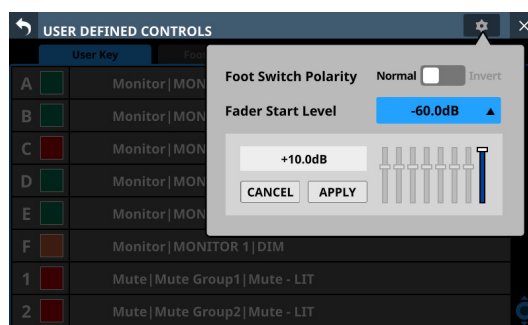 USER DEFINED CONTROLS
User Key
Foot Switch Polarity
Normal
Invert
Fader Start Level
-60.0dB
+10.0dB
CANCEL
APPLY
A
Monitor|MON
B
Monitor|MON
C
Monitor|MON
D
Monitor|MON
E
Monitor|MON
F
Monitor|MONITOR 1|DIM
1
Mute|Mute Group1|Mute - LIT
2
Mute|Mute Group2|Mute - LIT